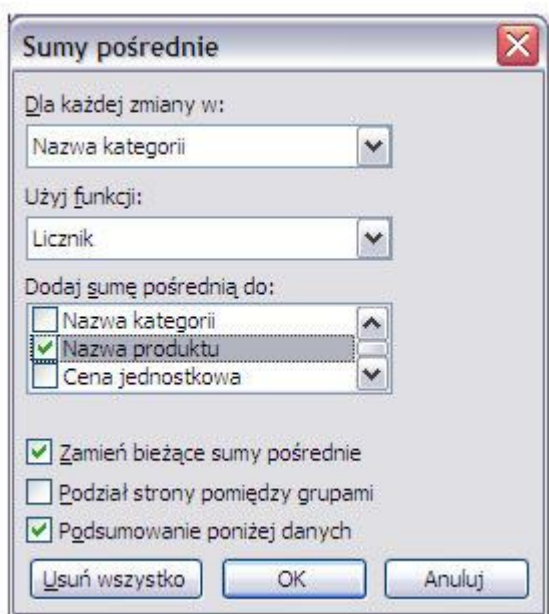 Sumy pośrednie
Dla każdej zmiany w:
Nazwa kategorii
Użyj funkcji:
Licznik
Dodaj sumę pośrednią do:
Nazwa kategorii
Nazwa produktu
Cena jednostkowa
Zamień bieżące sumy pośrednie
Podział strony pomiędzy grupami
Podsumowanie poniżej danych
Usuń wszystko OK Anuluj